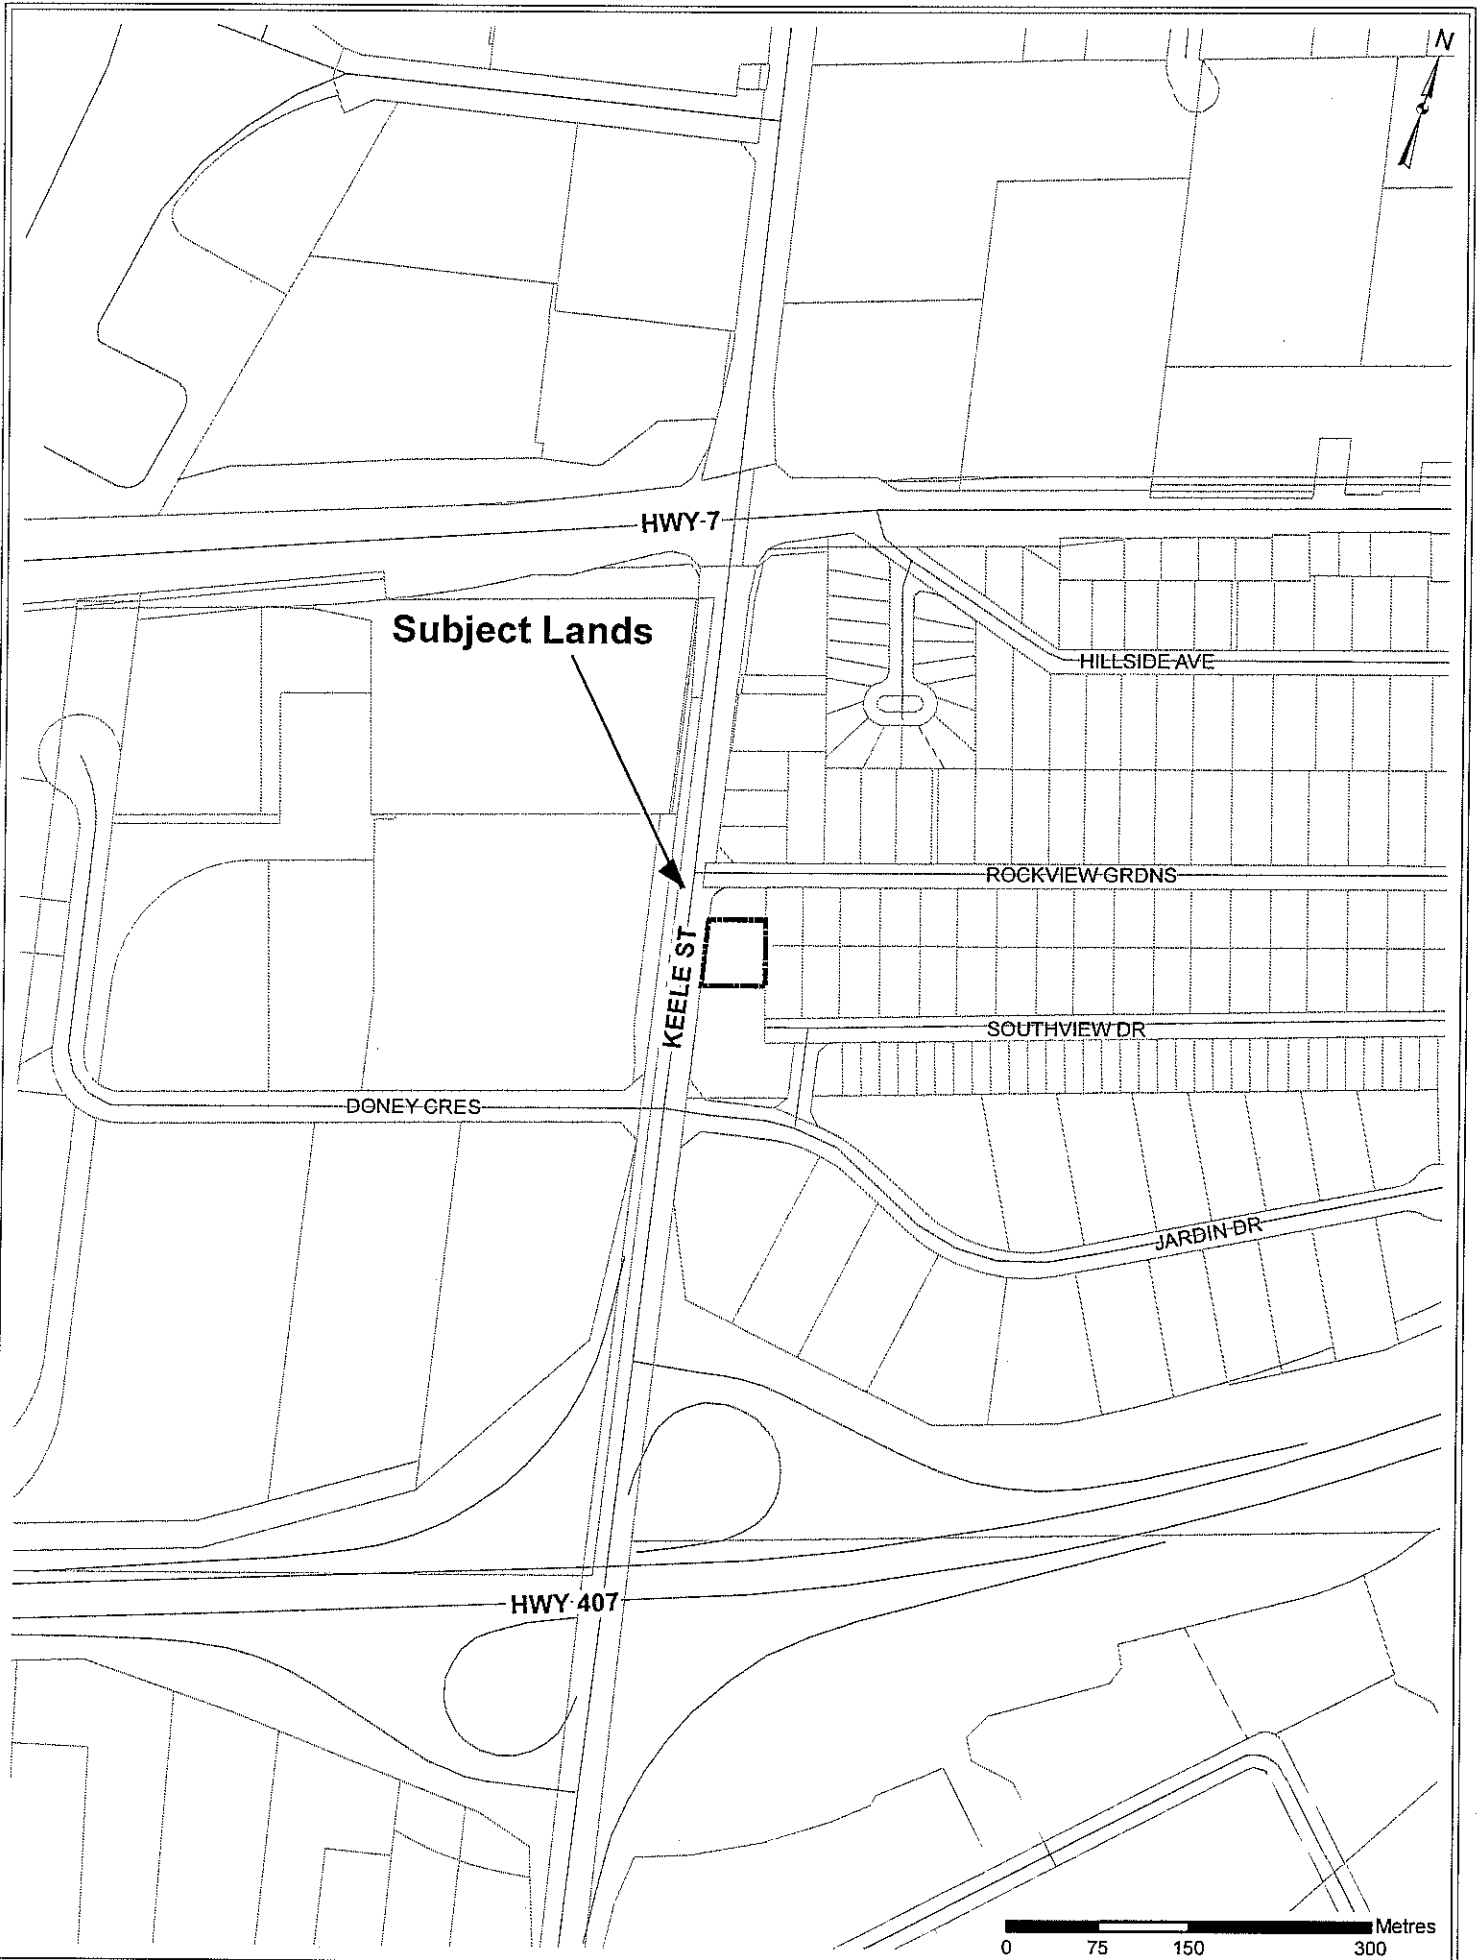 N
HWY 7
Subject Lands
HILLSIDE AVE
ROCKVIEW GRDNS
KEELE ST
SOUTHVIEW DR
DONEY CRES
JARDIN DR
HWY 407
Metres
0 75 150 300